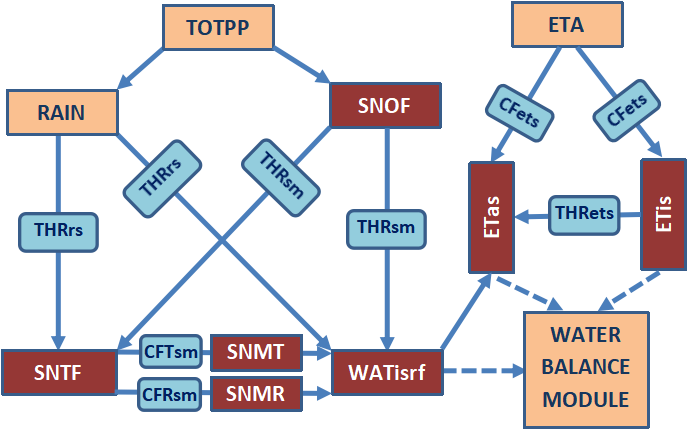 TOTPP
ETA
RAIN
SNOF
CFets
CFets
THRrs
THRsm
THRrs
THRsm
ETas
THRets
ETis
SNTF
CFTsm
SNMT
CFRsm
SNMR
WATisrf
WATER
BALANCE
MODULE